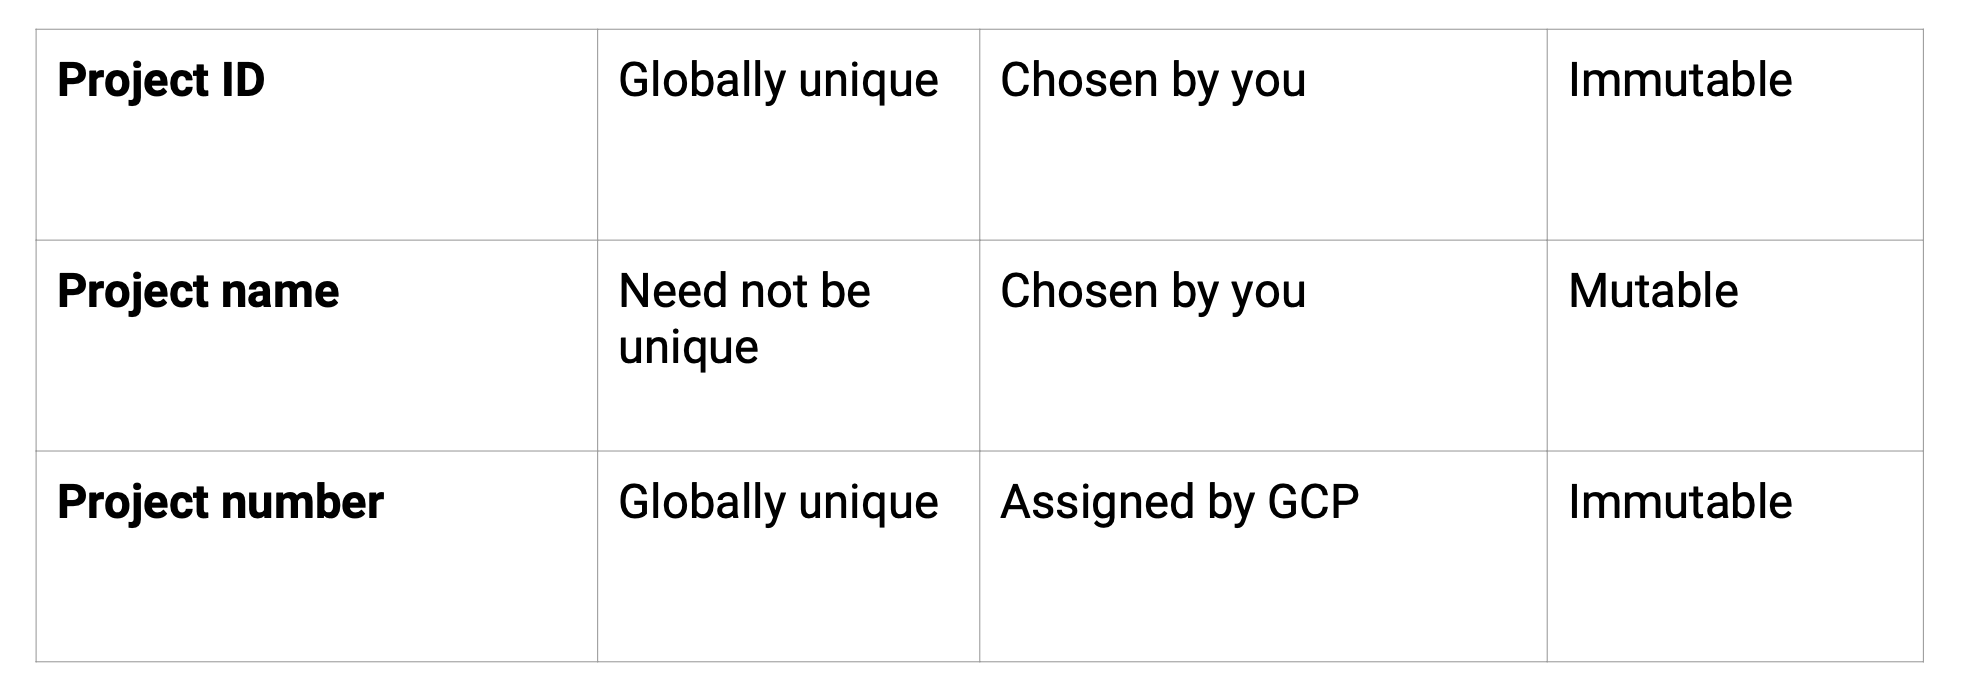 Project ID
Globally unique
Chosen by you
Immutable
Project name
Need not be
unique
Chosen by you
Mutable
Project number
Globally unique
Assigned by GCP
Immutable